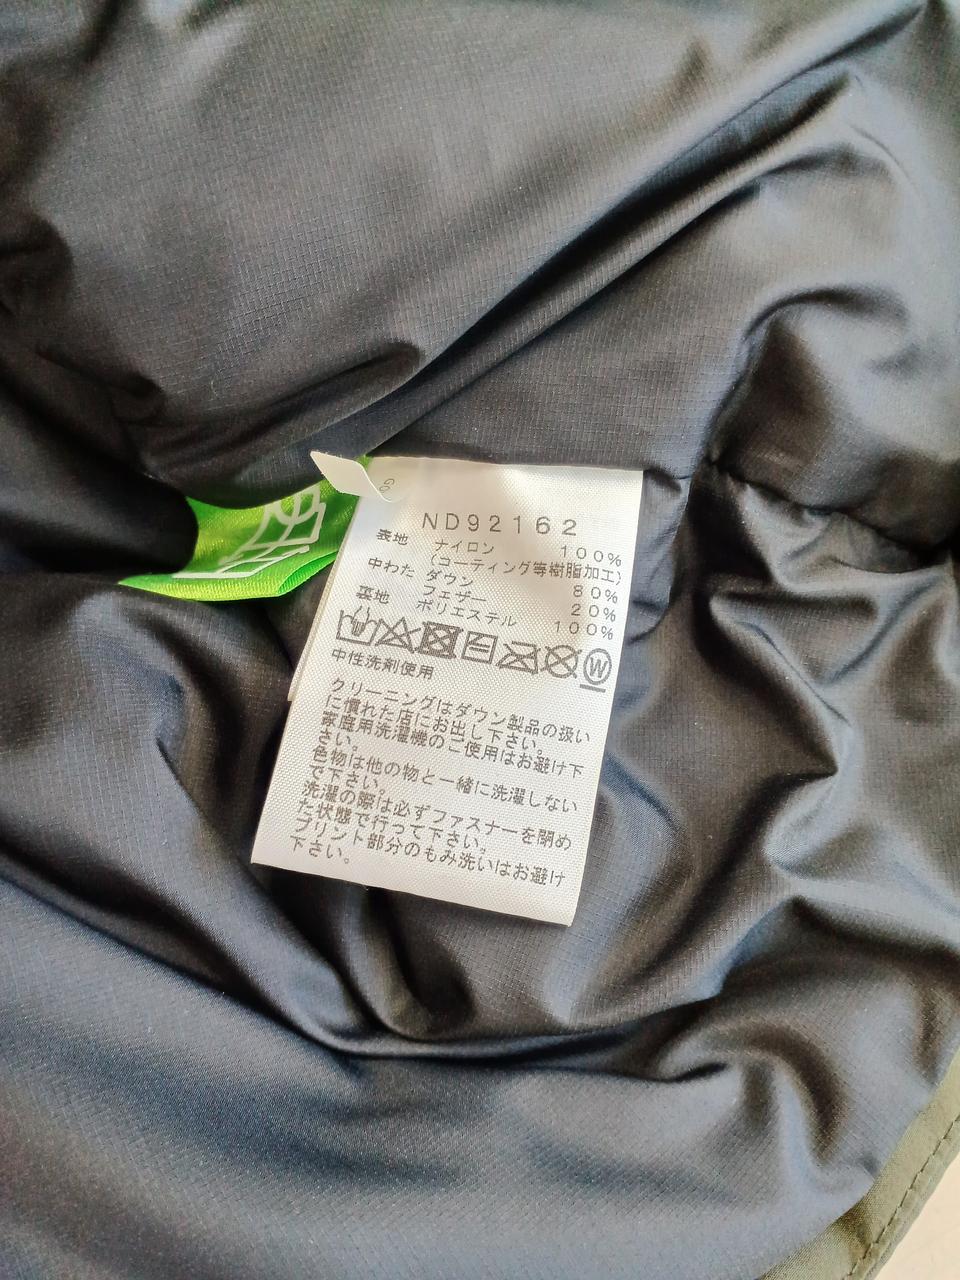 GO
ND92162
表地 ナイロン 100%
(コーティング等樹脂加工)
中わた ダウン 80%
フェザー 20%
裏地 ポリエステル 100%
W
中性洗剤使用
クリーニングはダウン製品の扱い
に慣れた店にお出し下さい。
家庭用洗濯機のご使用はお避け下
さい。
色物は他の物と一緒に洗濯しない
で下さい。
洗濯の際は必ずファスナーを閉め
た状態で行って下さい。
プリント部分のもみ洗いはお避け
下さい。